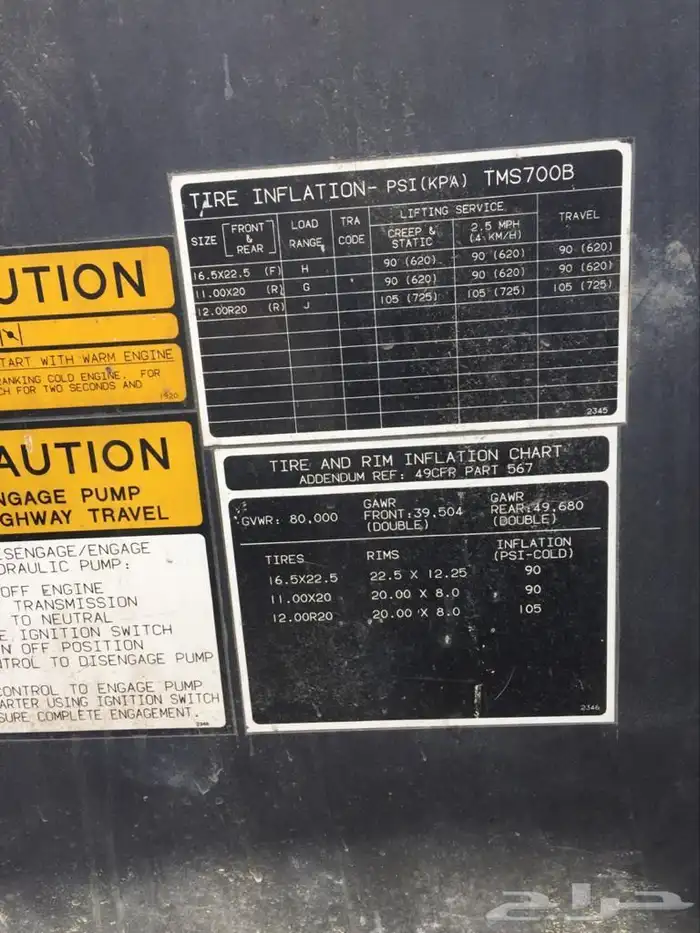 TIRE INFLATION- PSI(KPA) TMS700B
SIZE [FRONT & REAR] LOAD RANGE TRA CODE LIFTING SERVICE TRAVEL
CREEP & STATIC 2.5 MPH (4 KM/H)
16.5X22.5 (F) H 90 (620) 90 (620) 90 (620)
11.00X20 (R) G 90 (620) 90 (620) 90 (620)
12.00R20 (R) J 105 (725) 105 (725) 105 (725)
2345
UTION
TART WITH WARM ENGINE
ANKING COLD ENGINE. FOR
CH FOR TWO SECONDS AND
1920
AUTION
NGAGE PUMP
GHWAY TRAVEL
ISENGAGE/ENGAGE
DRAULIC PUMP:
OFF ENGINE
TRANSMISSION
TO NEUTRAL
E IGNITION SWITCH
N OFF POSITION
NTROL TO DISENGAGE PUMP
CONTROL TO ENGAGE PUMP
ARTER USING IGNITION SWITCH
SURE COMPLETE ENGAGEMENT.
TIRE AND RIM INFLATION CHART
ADDENDUM REF: 49CFR PART 567
GVWR: 80,000 GAWR FRONT:39,504 (DOUBLE) GAWR REAR:49,680 (DOUBLE)
TIRES RIMS INFLATION (PSI-COLD)
16.5X22.5 22.5 X 12.25 90
11.00X20 20.00 X 8.0 90
12.00R20 20.00 X 8.0 105
2346
حراج